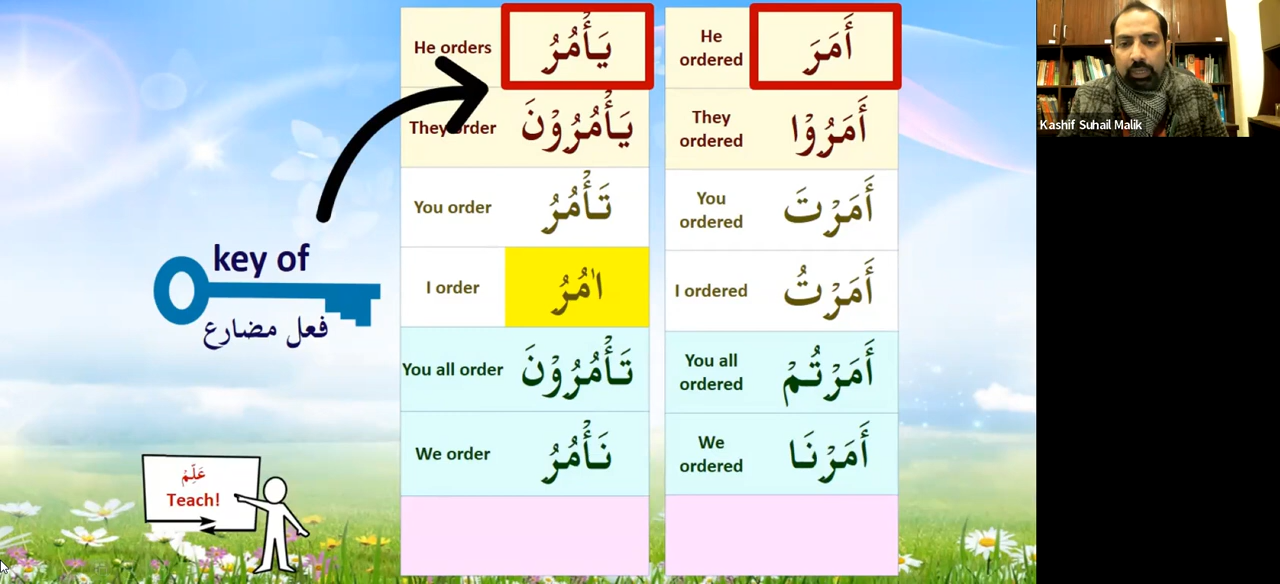 He orders يَأْمُرُ
They order يَأْمُرُوْنَ
You order تَأْمُرُ
I order اٰمُرُ
You all order تَأْمُرُوْنَ
We order نَأْمُرُ
He
ordered
أَمَرَ
They
ordered
أَمَرُوْا
You
ordered
أَمَرْتَ
I ordered أَمَرْتُ
You all
ordered
أَمَرْتُمْ
We
ordered
أَمَرْنَا
key of
فعل مضارع
عَلِّمُ
Teach!
Kashif Suhail Malik